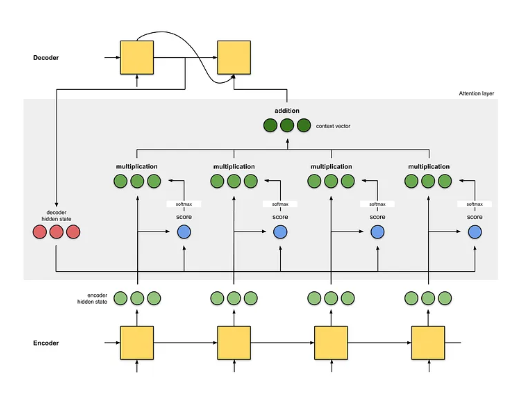 Decoder
Attention layer
addition
context vector
multiplication
multiplication
multiplication
multiplication
softmax
softmax
softmax
softmax
decoder
hidden state
score
score
score
score
encoder
hidden state
Encoder